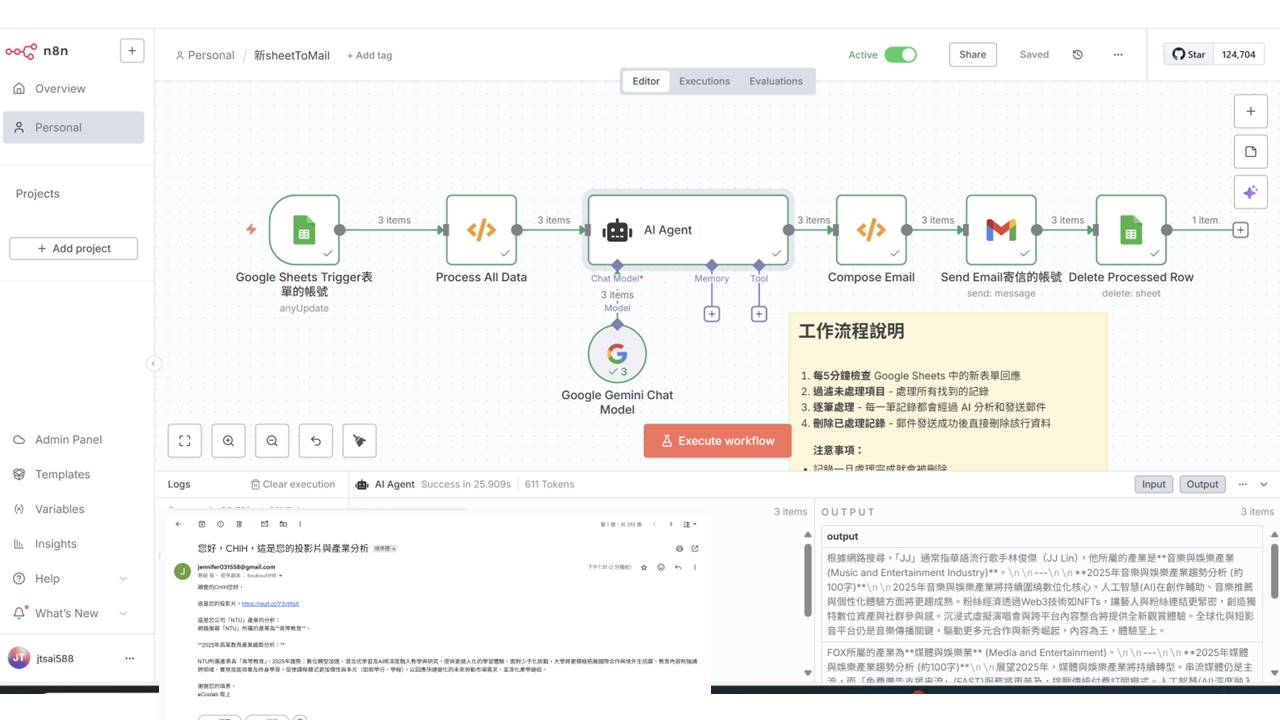 n8n
Personal / 新sheetToMail + Add tag
Active
Share
Saved
Star 124,704
Editor
Executions
Evaluations
Overview
Personal
Projects
+ Add project
3 items
3 items
3 items
3 items
3 items
1 item
AI Agent
Google Sheets Trigger表
單的帳號
anyUpdate
Process All Data
Chat Model*
Memory
Tool
3 items
Model
3
Google Gemini Chat
Model
Compose Email
Send Email寄信的帳號
send: message
Delete Processed Row
delete: sheet
工作流程說明
1. 每5分鐘檢查 Google Sheets 中的新表單回應
2. 過濾未處理項目 - 處理所有找到的記錄
3. 逐筆處理 - 每一筆記錄都會經過 AI 分析和發送郵件
4. 刪除已處理記錄 - 郵件發送成功後直接刪除該行資料
注意事項：
• 記錄一旦處理完成就會被刪除
Execute workflow
Admin Panel
Templates
Variables
Insights
Help
What's New
JT jtsai588
Logs
Clear execution
AI Agent Success in 25.909s 611 Tokens
Input
Output
3 items
OUTPUT
3 items
output
根據網路搜尋，「JJ」通常指華語流行歌手林俊傑（JJ Lin），他所屬的產業是**音樂與娛樂產業
(Music and Entertainment Industry)**。\n\n---\n\n**2025年音樂與娛樂產業趨勢分析 (約
100字)**\n\n2025年音樂與娛樂產業將持續圍繞數位化核心。人工智慧(AI)在創作輔助、音樂推薦
與個性化體驗方面將更趨成熟。粉絲經濟透過Web3技術如NFTs，讓藝人與粉絲連結更緊密，創造獨
特數位資產與社群參與感。沉浸式虛擬演唱會與跨平台內容整合將提供全新觀賞體驗。全球化與短影
音平台仍是音樂傳播關鍵，驅動更多元合作與新秀崛起，內容為王，體驗至上。
FOX所屬的產業為**媒體與娛樂業** (Media and Entertainment)。\n\n---\n\n**2025年媒體
與娛樂產業趨勢分析 (約100字)**\n\n展望2025年，媒體與娛樂產業將持續轉型。串流媒體仍是主
您好，CHIH，這是您的投影片與產業分析
J
jennifer031558@gmail.com
親愛的CHIH您好，
這是您的投影片，https://reurl.cc/Y3vWoX
這是您公司「NTU」產業的分析：
網路搜尋「NTU」所屬的產業為**高等教育**。
**2025年高等教育產業趨勢分析：**
謝謝您的填表，
eCoolab 敬上